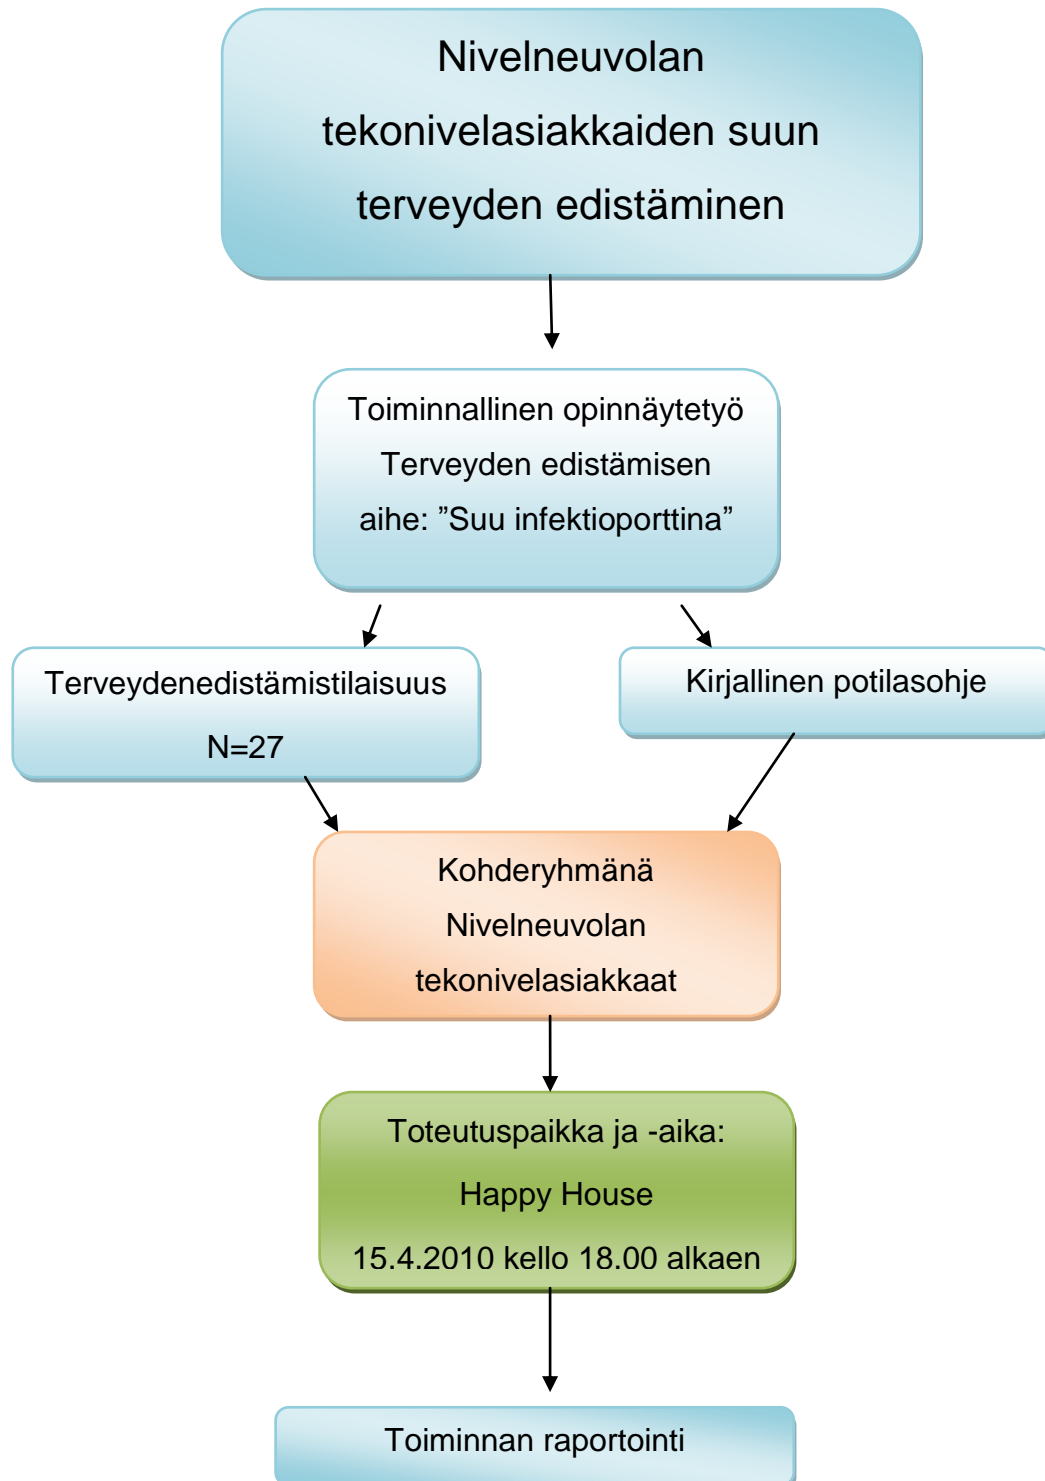 Nivelneuvolan
tekonivelasiakkaiden suun
terveyden edistäminen
Toiminnallinen opinnäytetyö
Terveyden edistämisen
aihe: ”Suu infektioporttina”
Terveydenedistämistilaisuus
N=27
Kirjallinen potilasohje
Kohderyhmänä
Nivelneuvolan
tekonivelasiakkaat
Toteutuspaikka ja -aika:
Happy House
15.4.2010 kello 18.00 alkaen
Toiminnan raportointi